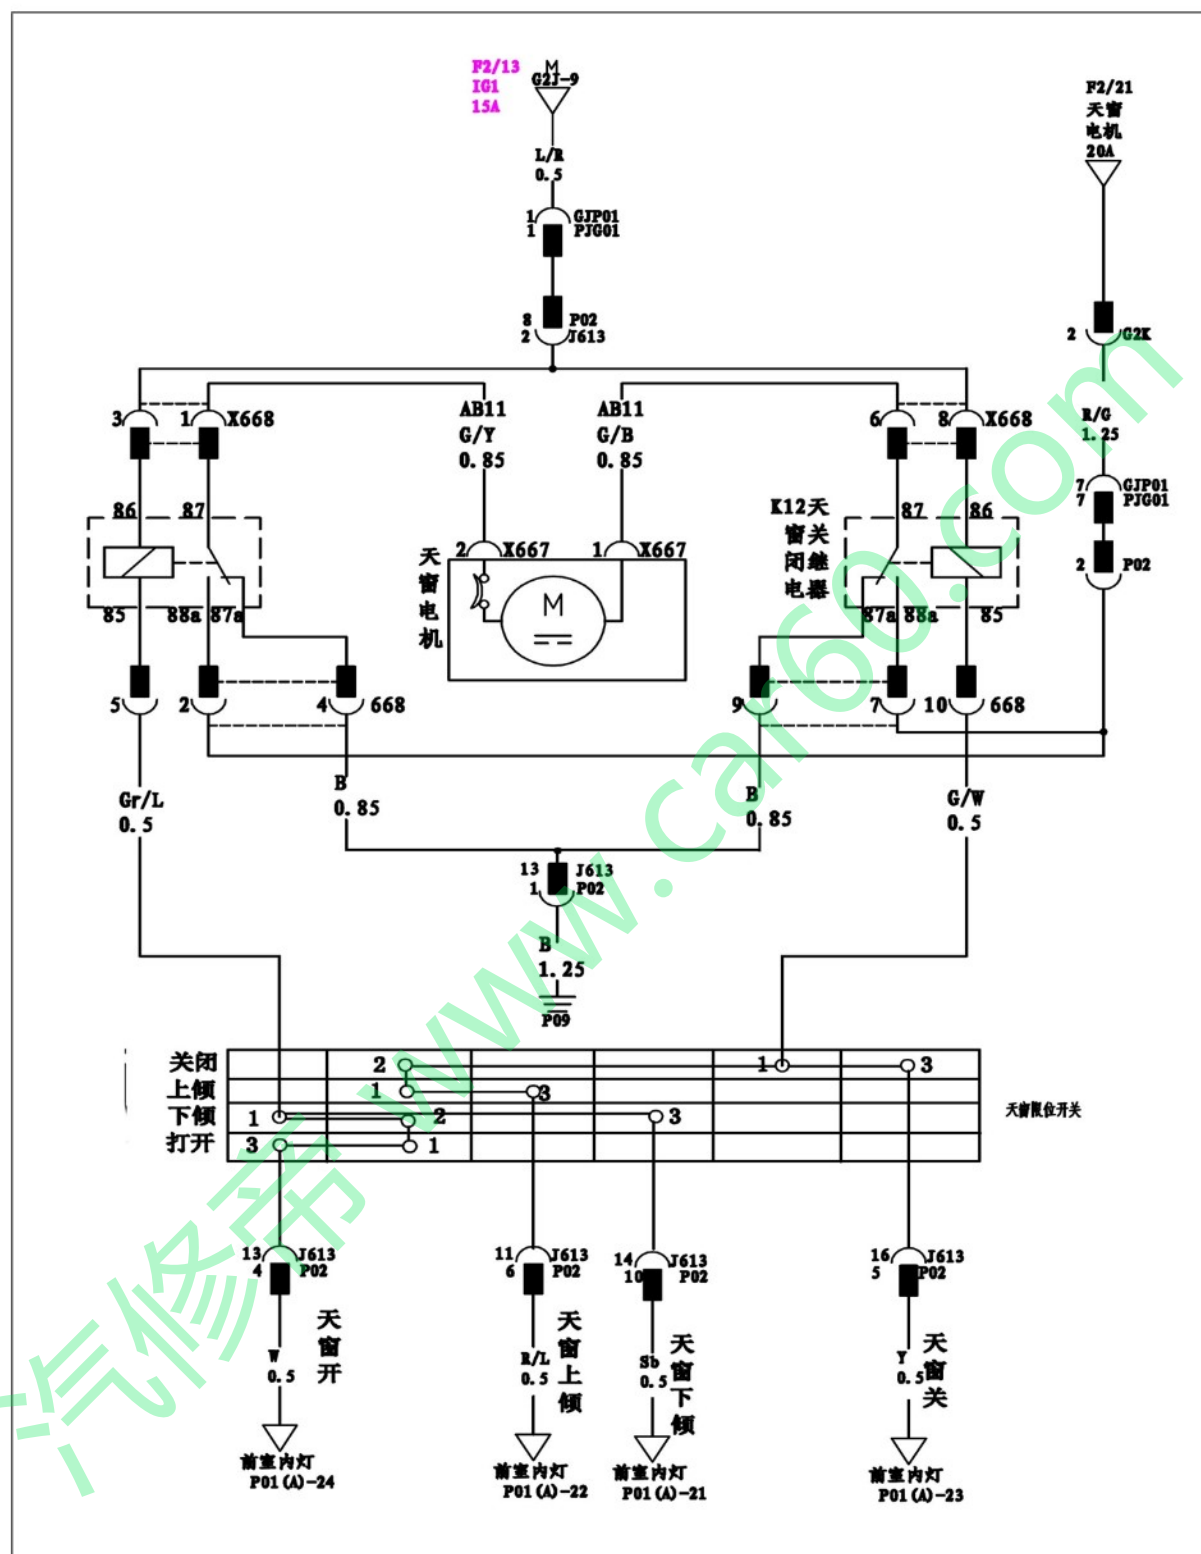 F2/13
IG1
15A
M
G2J-9
F2/21
天窗
电机
20A
L/R
0.5
1 GJP01
1 PJG01
8 P02
2 J613
2 G2K
R/G
1.25
3 1 X668
AB11
G/Y
0.85
AB11
G/B
0.85
6 8 X668
7 GJP01
7 PJG01
86 87
K12天
窗关
闭继
电器
87 86
天窗电机
2 X667
1 X667
M
2 P02
85 88a 87a
87a 88a 85
5 2 4 668
9 7 10 668
Gr/L
0.5
B
0.85
B
0.85
G/W
0.5
13 J613
1 P02
B
1.25
P09
关闭 2 1 3
上倾 1 3
下倾 1 2 3
打开 3 1
天窗限位开关
13 J613
4 P02
11 J613
6 P02
14 J613
10 P02
16 J613
5 P02
W
0.5
天窗开
R/L
0.5
天窗上倾
Sb
0.5
天窗下倾
Y
0.5
天窗关
前室内灯
P01(A)-24
前室内灯
P01(A)-22
前室内灯
P01(A)-21
前室内灯
P01(A)-23
汽修帝 www.car60.com